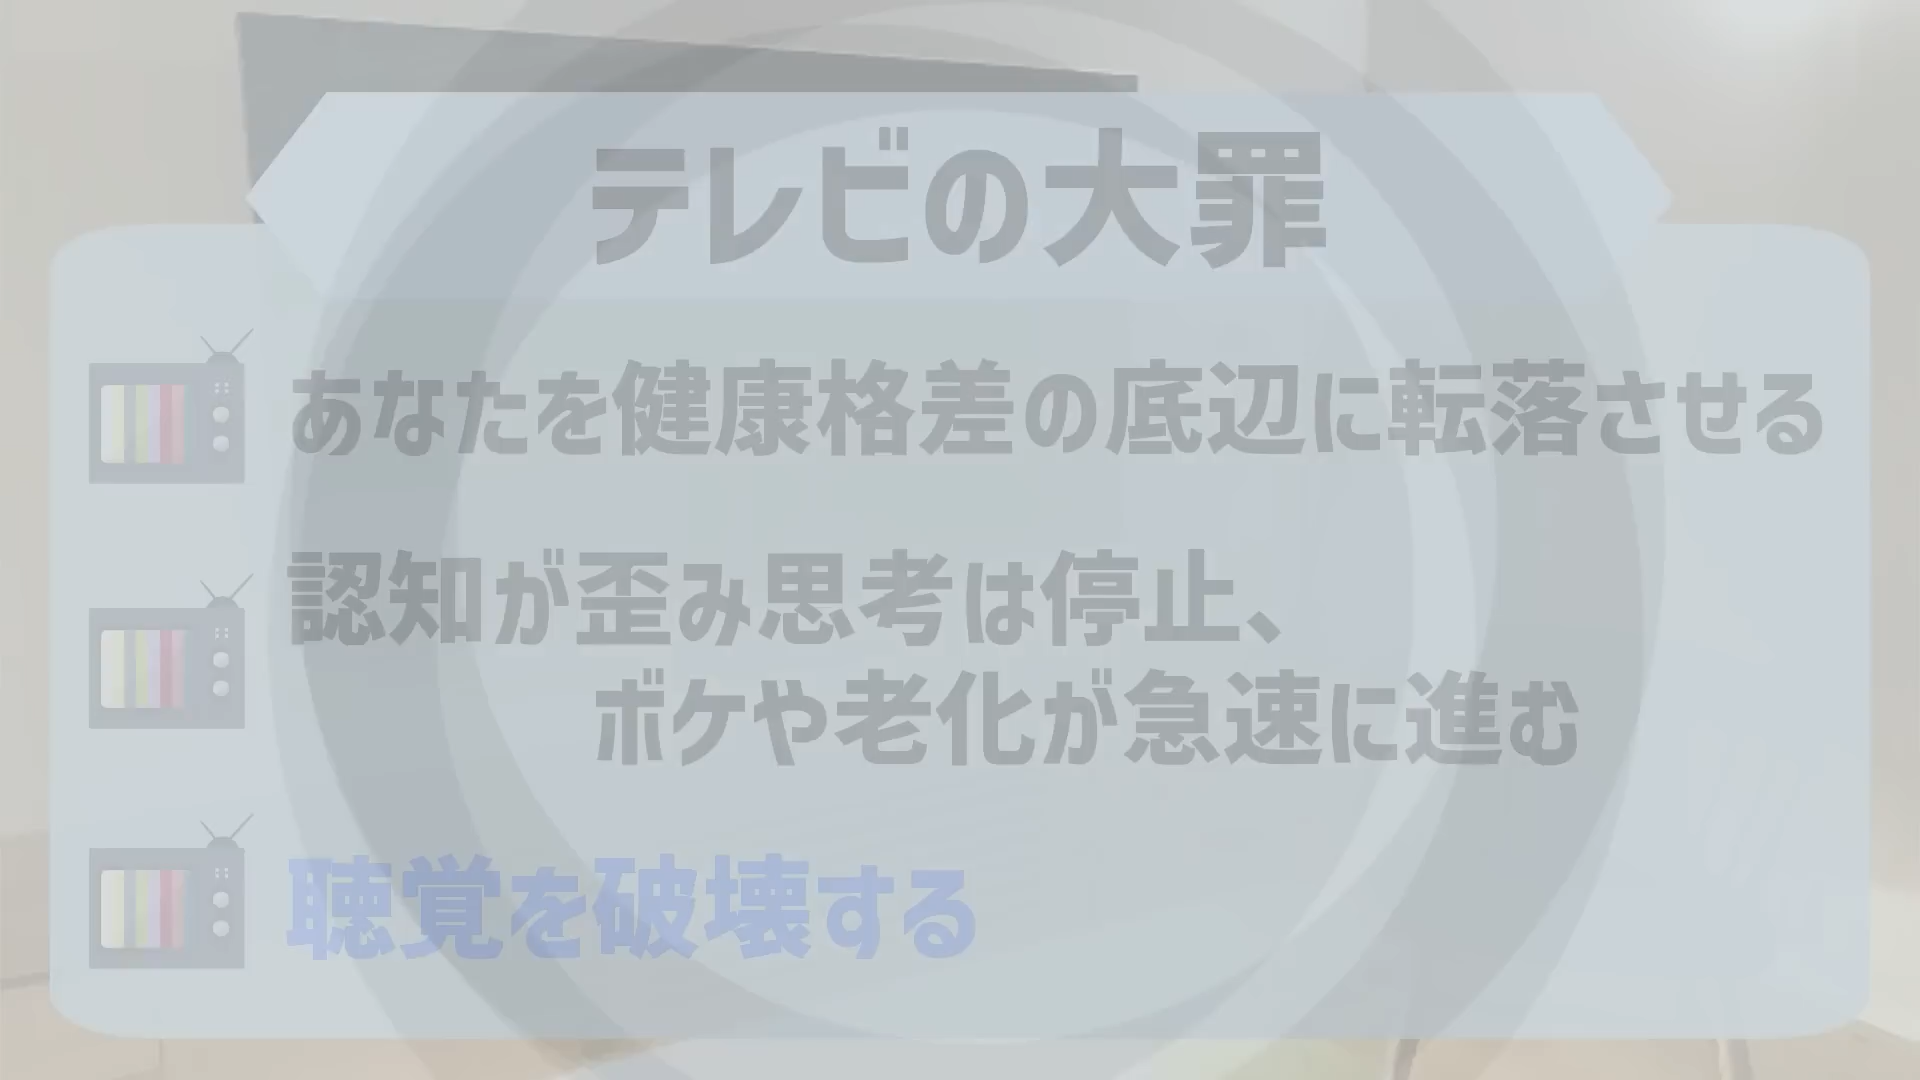 テレビの大罪
あなたを健康格差の底辺に転落させる
認知が歪み思考は停止、
ボケや老化が急速に進む
聴覚を破壊する